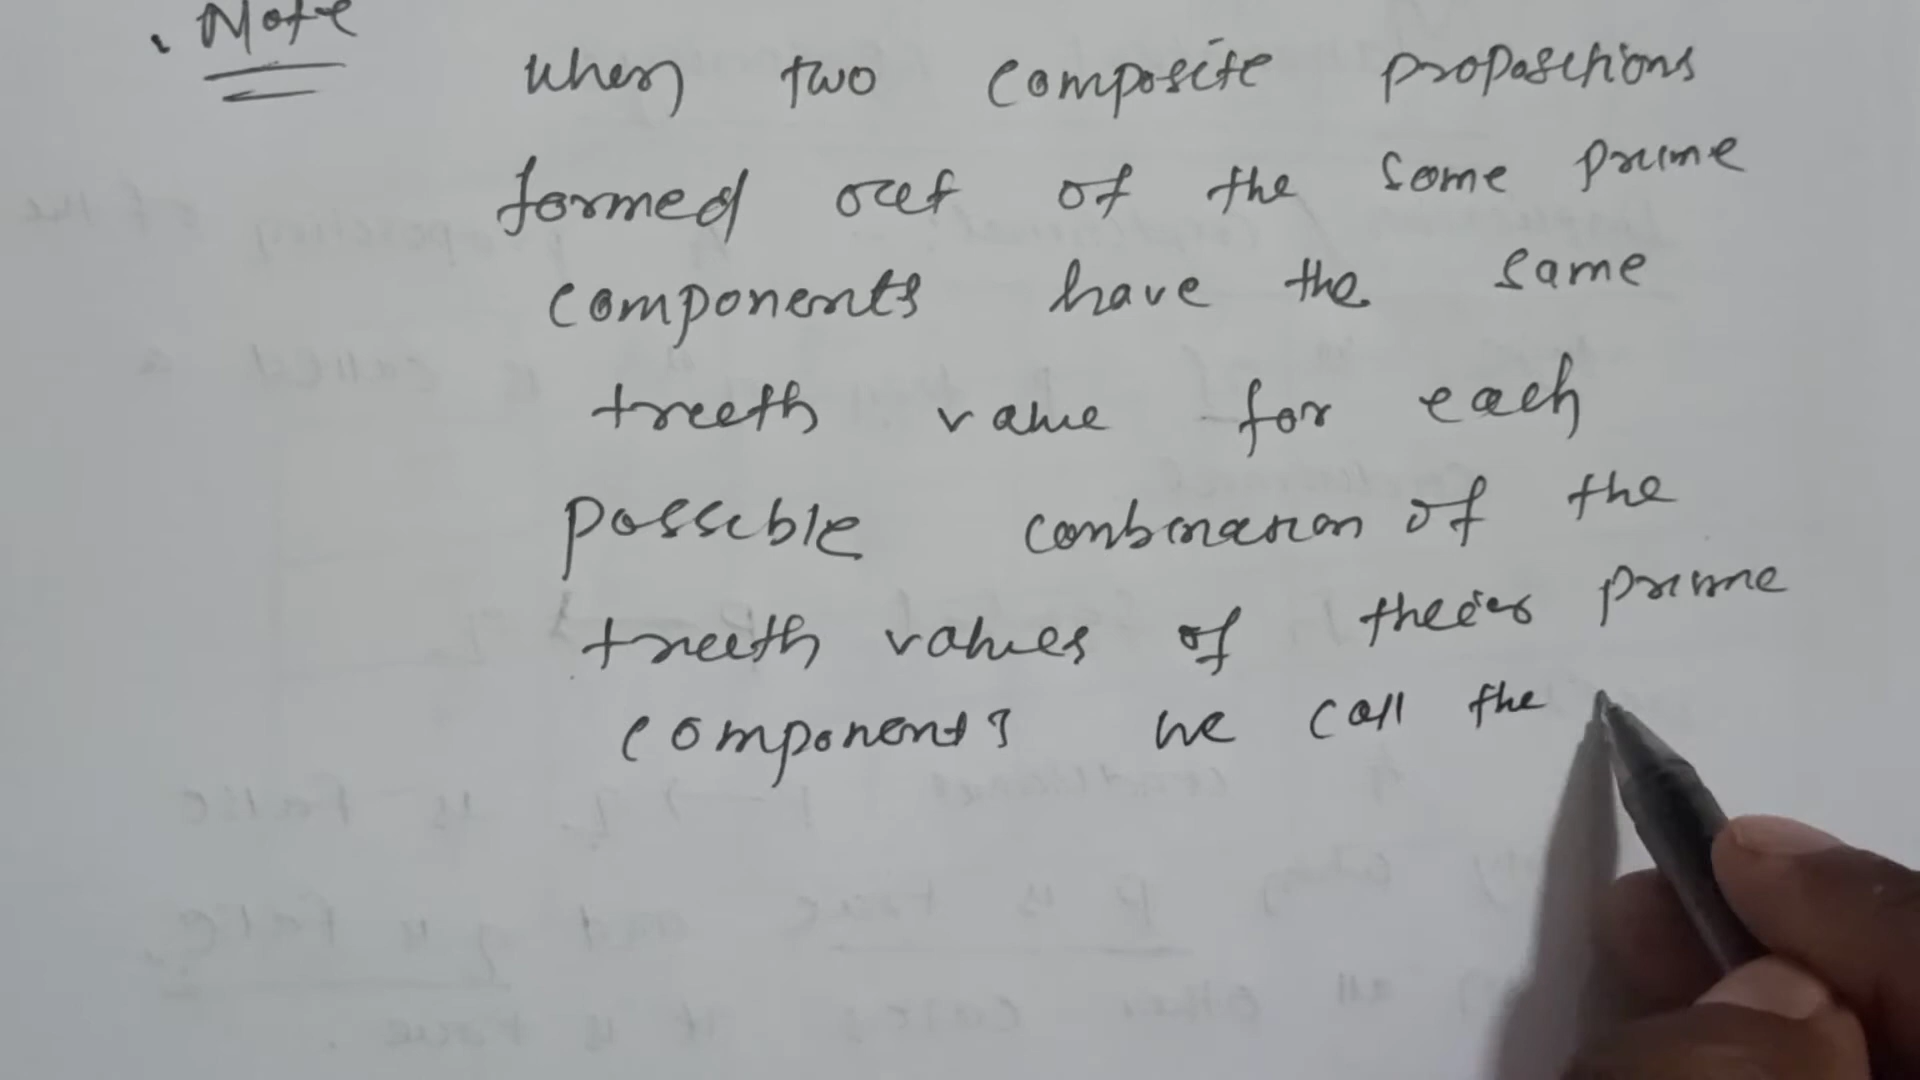 Note
when two composite propositions
formed out of the same prime
components have the same
truth value for each
possible combination of the
truth values of their prime
components we call the